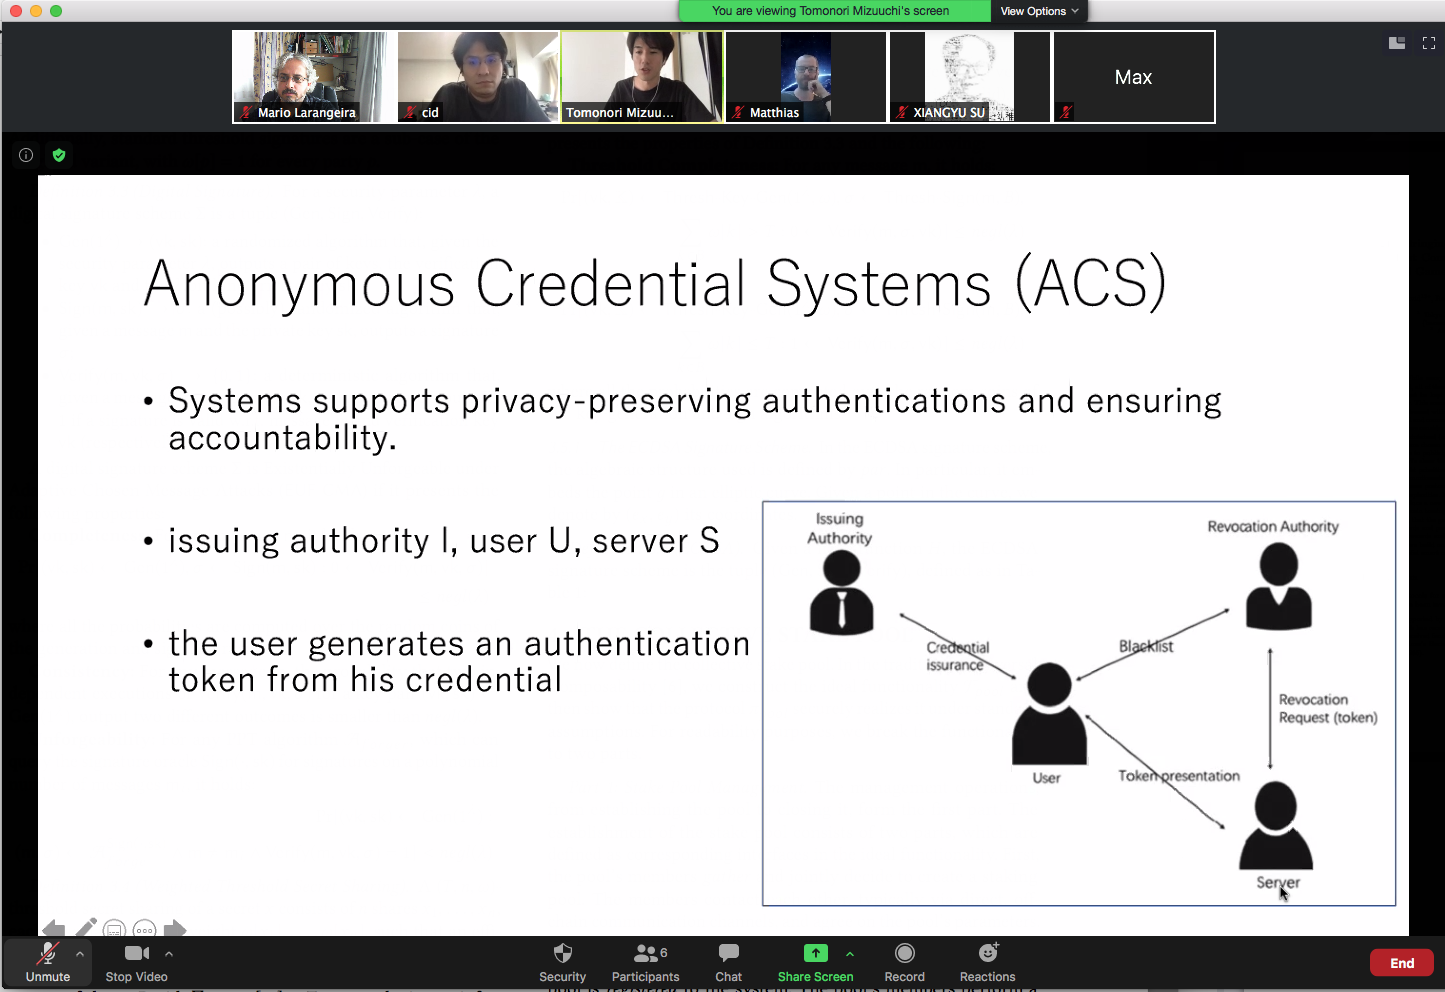 You are viewing Tomonori Mizuuchi's screen
View Options
Mario Larangeira
cid
Tomonori Mizuu...
Matthias
XIANGYU SU
Max
Anonymous Credential Systems (ACS)
• Systems supports privacy-preserving authentications and ensuring
accountability.
• issuing authority I, user U, server S
• the user generates an authentication
token from his credential
Issuing
Authority
Revocation Authority
Credential
issurance
Blacklist
Revocation
Request (token)
User
Token presentation
Server
Unmute
Stop Video
Security
Participants
6
Chat
Share Screen
Record
Reactions
End